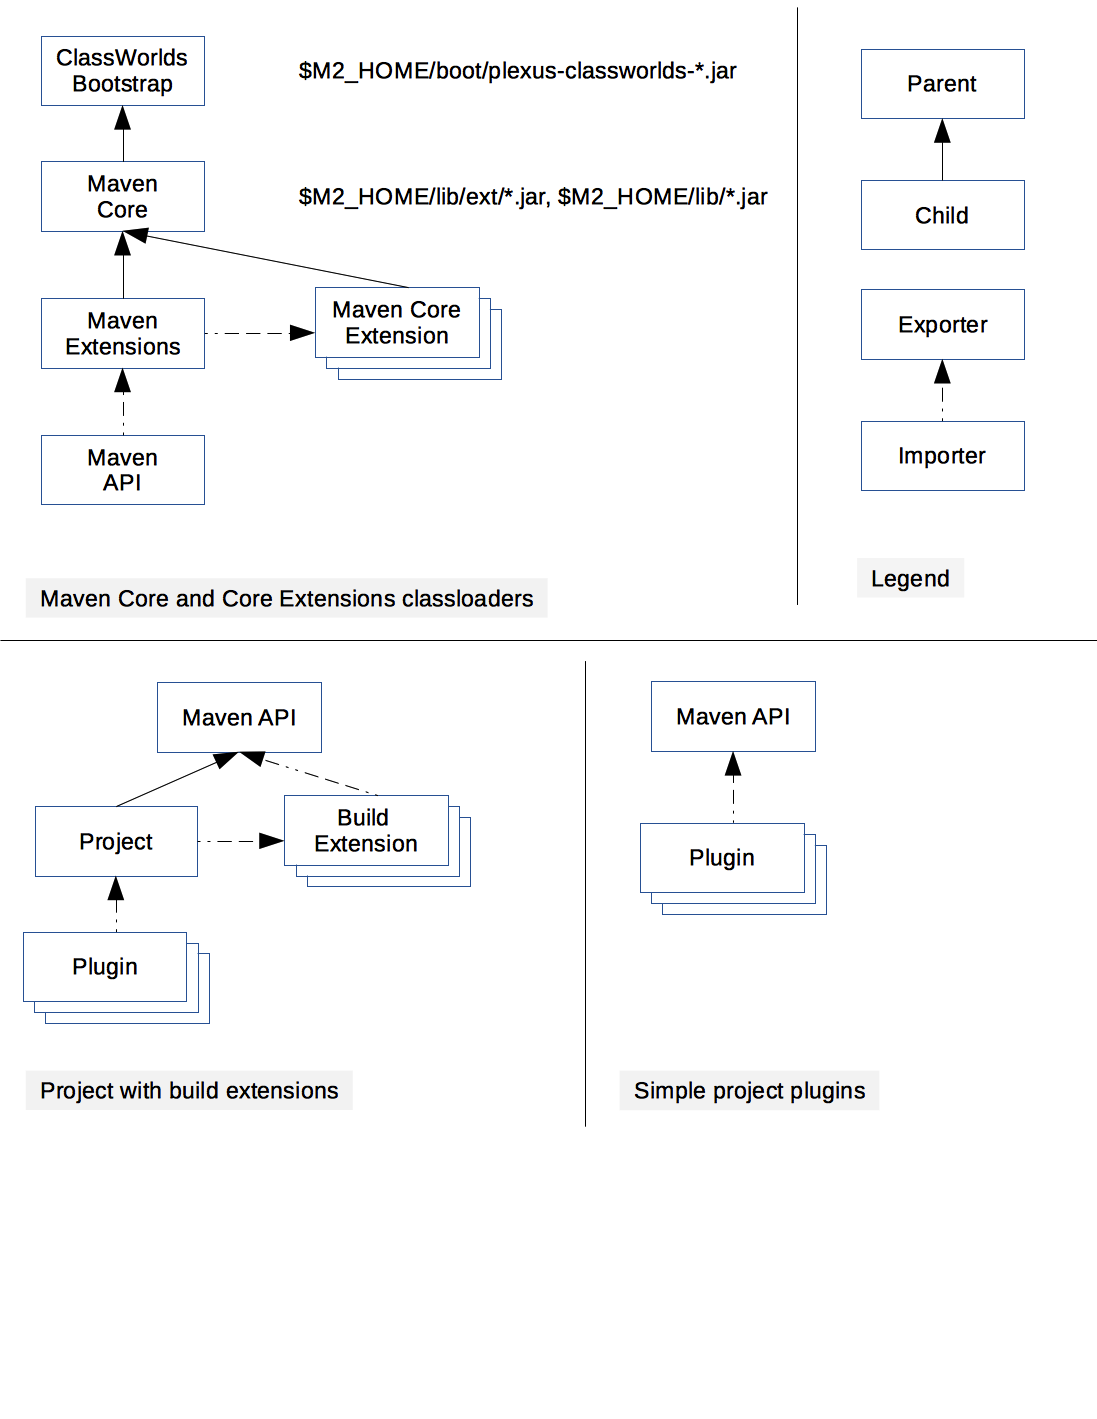 ClassWorlds
Bootstrap
$M2_HOME/boot/plexus-classworlds-*.jar
Maven
Core
$M2_HOME/lib/ext/*.jar, $M2_HOME/lib/*.jar
Maven
Extensions
Maven Core
Extension
Maven
API
Maven Core and Core Extensions classloaders
Parent
Child
Exporter
Importer
Legend
Maven API
Project
Build
Extension
Plugin
Project with build extensions
Maven API
Plugin
Simple project plugins